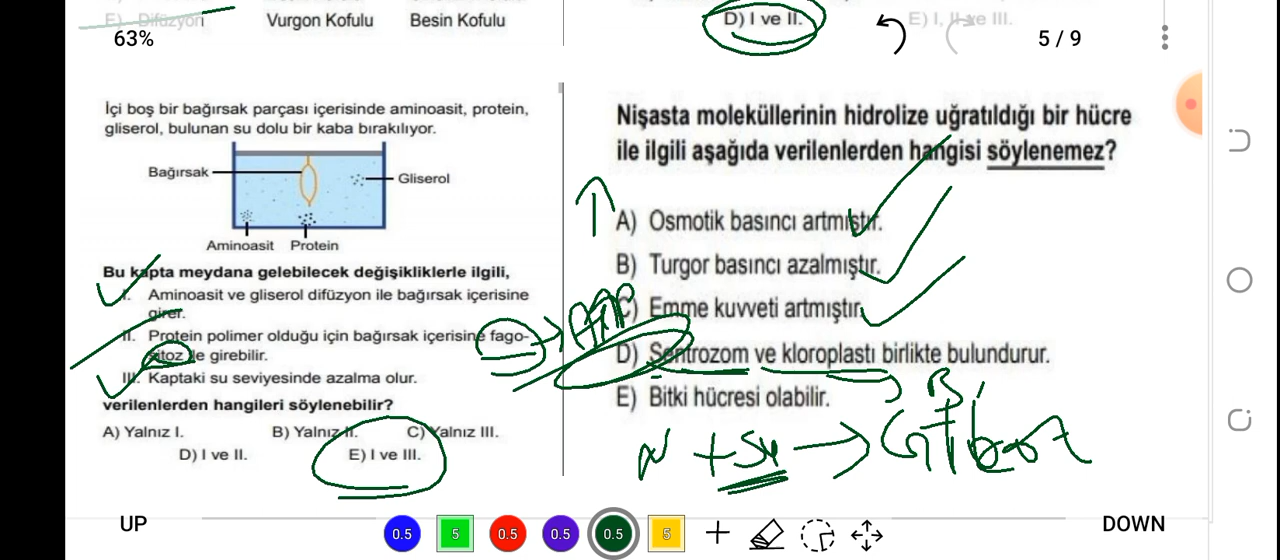 E) Difüzyon Vurgon Kofulu Besin Kofulu
63%
İçi boş bir bağırsak parçası içerisinde aminoasit, protein,
gliserol, bulunan su dolu bir kaba bırakılıyor.
Bağırsak
Gliserol
Aminoasit Protein
Bu kapta meydana gelebilecek değişikliklerle ilgili,
I. Aminoasit ve gliserol difüzyon ile bağırsak içerisine
girer.
II. Protein polimer olduğu için bağırsak içerisine fago-
sitoz ile girebilir.
III. Kaptaki su seviyesinde azalma olur.
verilenlerden hangileri söylenebilir?
A) Yalnız I. B) Yalnız II. C) Yalnız III.
D) I ve II. E) I ve III.
D) I ve II. E) I, II ve III.
5 / 9
Nişasta moleküllerinin hidrolize uğratıldığı bir hücre
ile ilgili aşağıda verilenlerden hangisi söylenemez?
A) Osmotik basıncı artmıştır.
B) Turgor basıncı azalmıştır.
C) Emme kuvveti artmıştır.
D) Sentrozom ve kloroplastı birlikte bulundurur.
E) Bitki hücresi olabilir.
N + Su →
UP DOWN
0.5 5 0.5 0.5 0.5 5